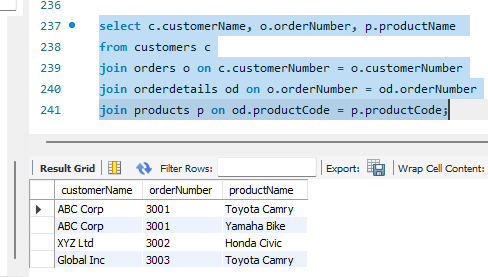 236
237 select c.customerName, o.orderNumber, p.productName
238 from customers c
239 join orders o on c.customerNumber = o.customerNumber
240 join orderdetails od on o.orderNumber = od.orderNumber
241 join products p on od.productCode = p.productCode;
Result Grid Filter Rows: Export: Wrap Cell Content:
customerName orderNumber productName
ABC Corp 3001 Toyota Camry
ABC Corp 3001 Yamaha Bike
XYZ Ltd 3002 Honda Civic
Global Inc 3003 Toyota Camry